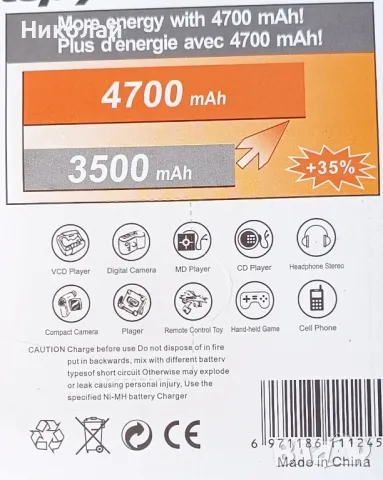 Николай
More energy with 4700 mAh!
Plus d'énergie avec 4700 mAh!
4700 mAh
3500 mAh
+35%
VCD Player
Digital Camera
MD Player
CD Player
Headphone Stereo
Compact Camera
Plager
Remote Control Toy
Hand-held Game
Cell Phone
CAUTION Charge before use Do not dispose of in fire
put in backwards, mix with different battery
typesof short circuit Otherwise may explode
or leak causing personal injury, Use the
specified Ni-MH battery Charger
CE
6 971186 111245
Made in China